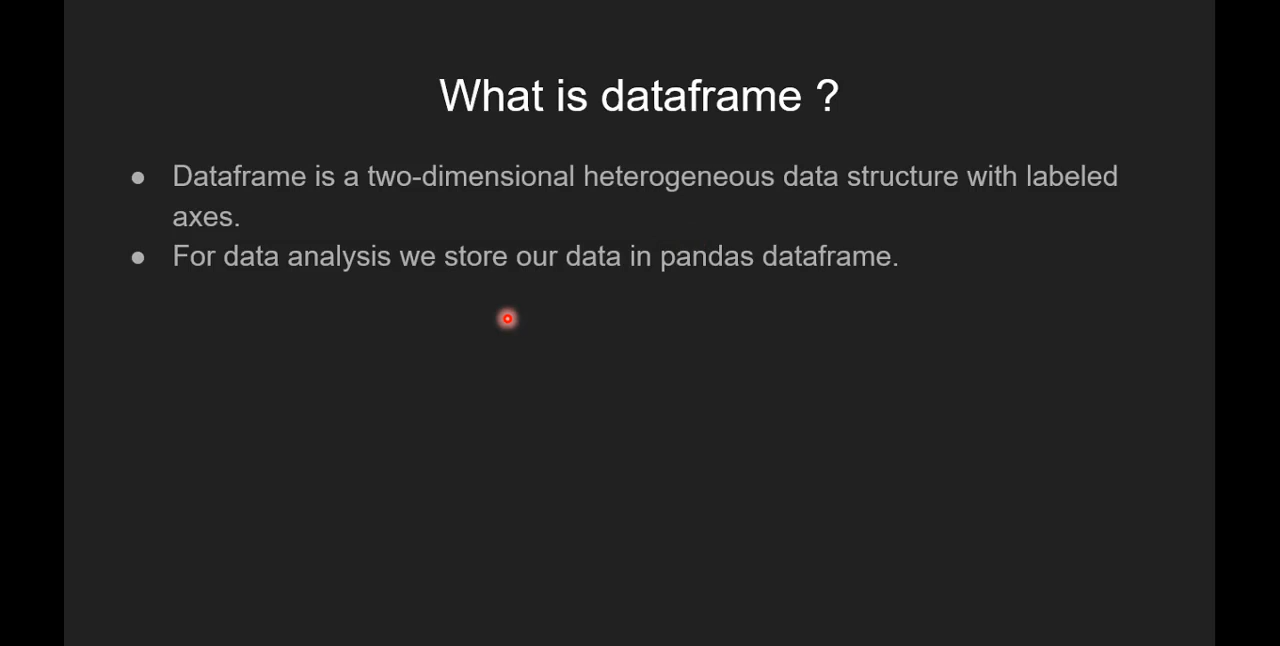 What is dataframe ?
● Dataframe is a two-dimensional heterogeneous data structure with labeled
axes.
● For data analysis we store our data in pandas dataframe.